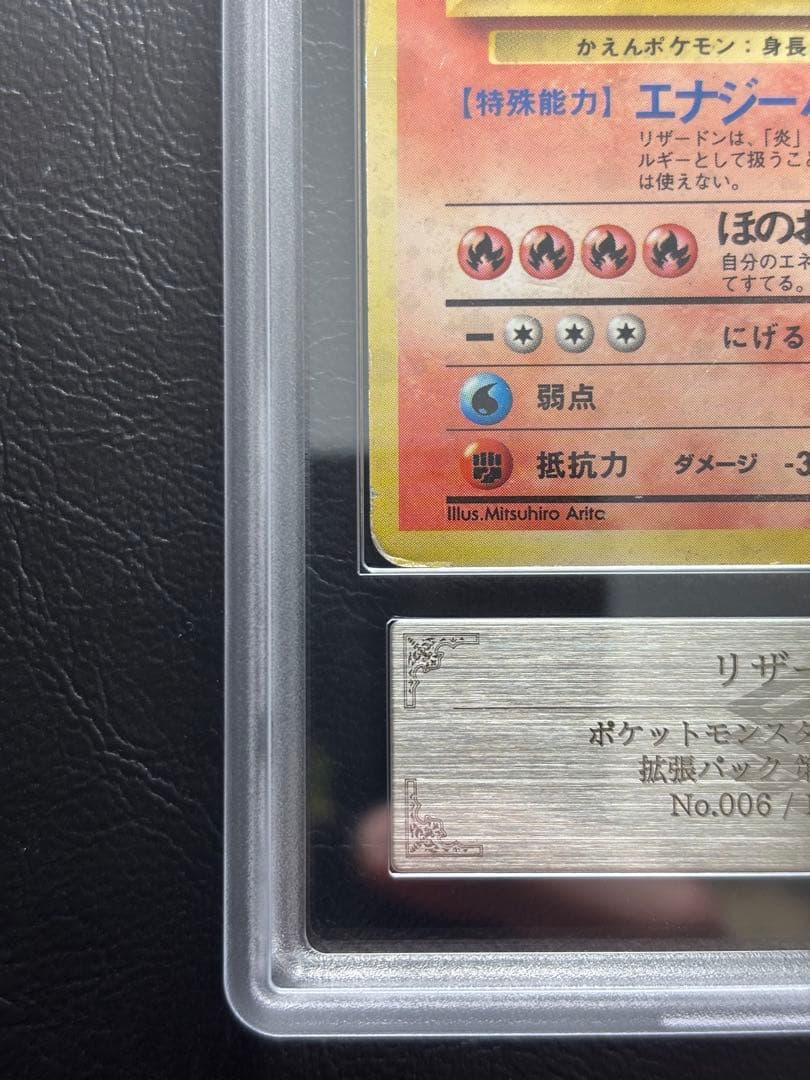 かえんポケモン：身長
【特殊能力】 エナジー
リザードンは、「炎」
ルギーとして扱うこ
は使えない。
ほのお
自分のエネ
てすてる。
にげる
弱点
抵抗力 ダメージ -3
Illus.Mitsuhiro Arita
リザー
ポケットモンスタ
拡張パック 第
No.006 /